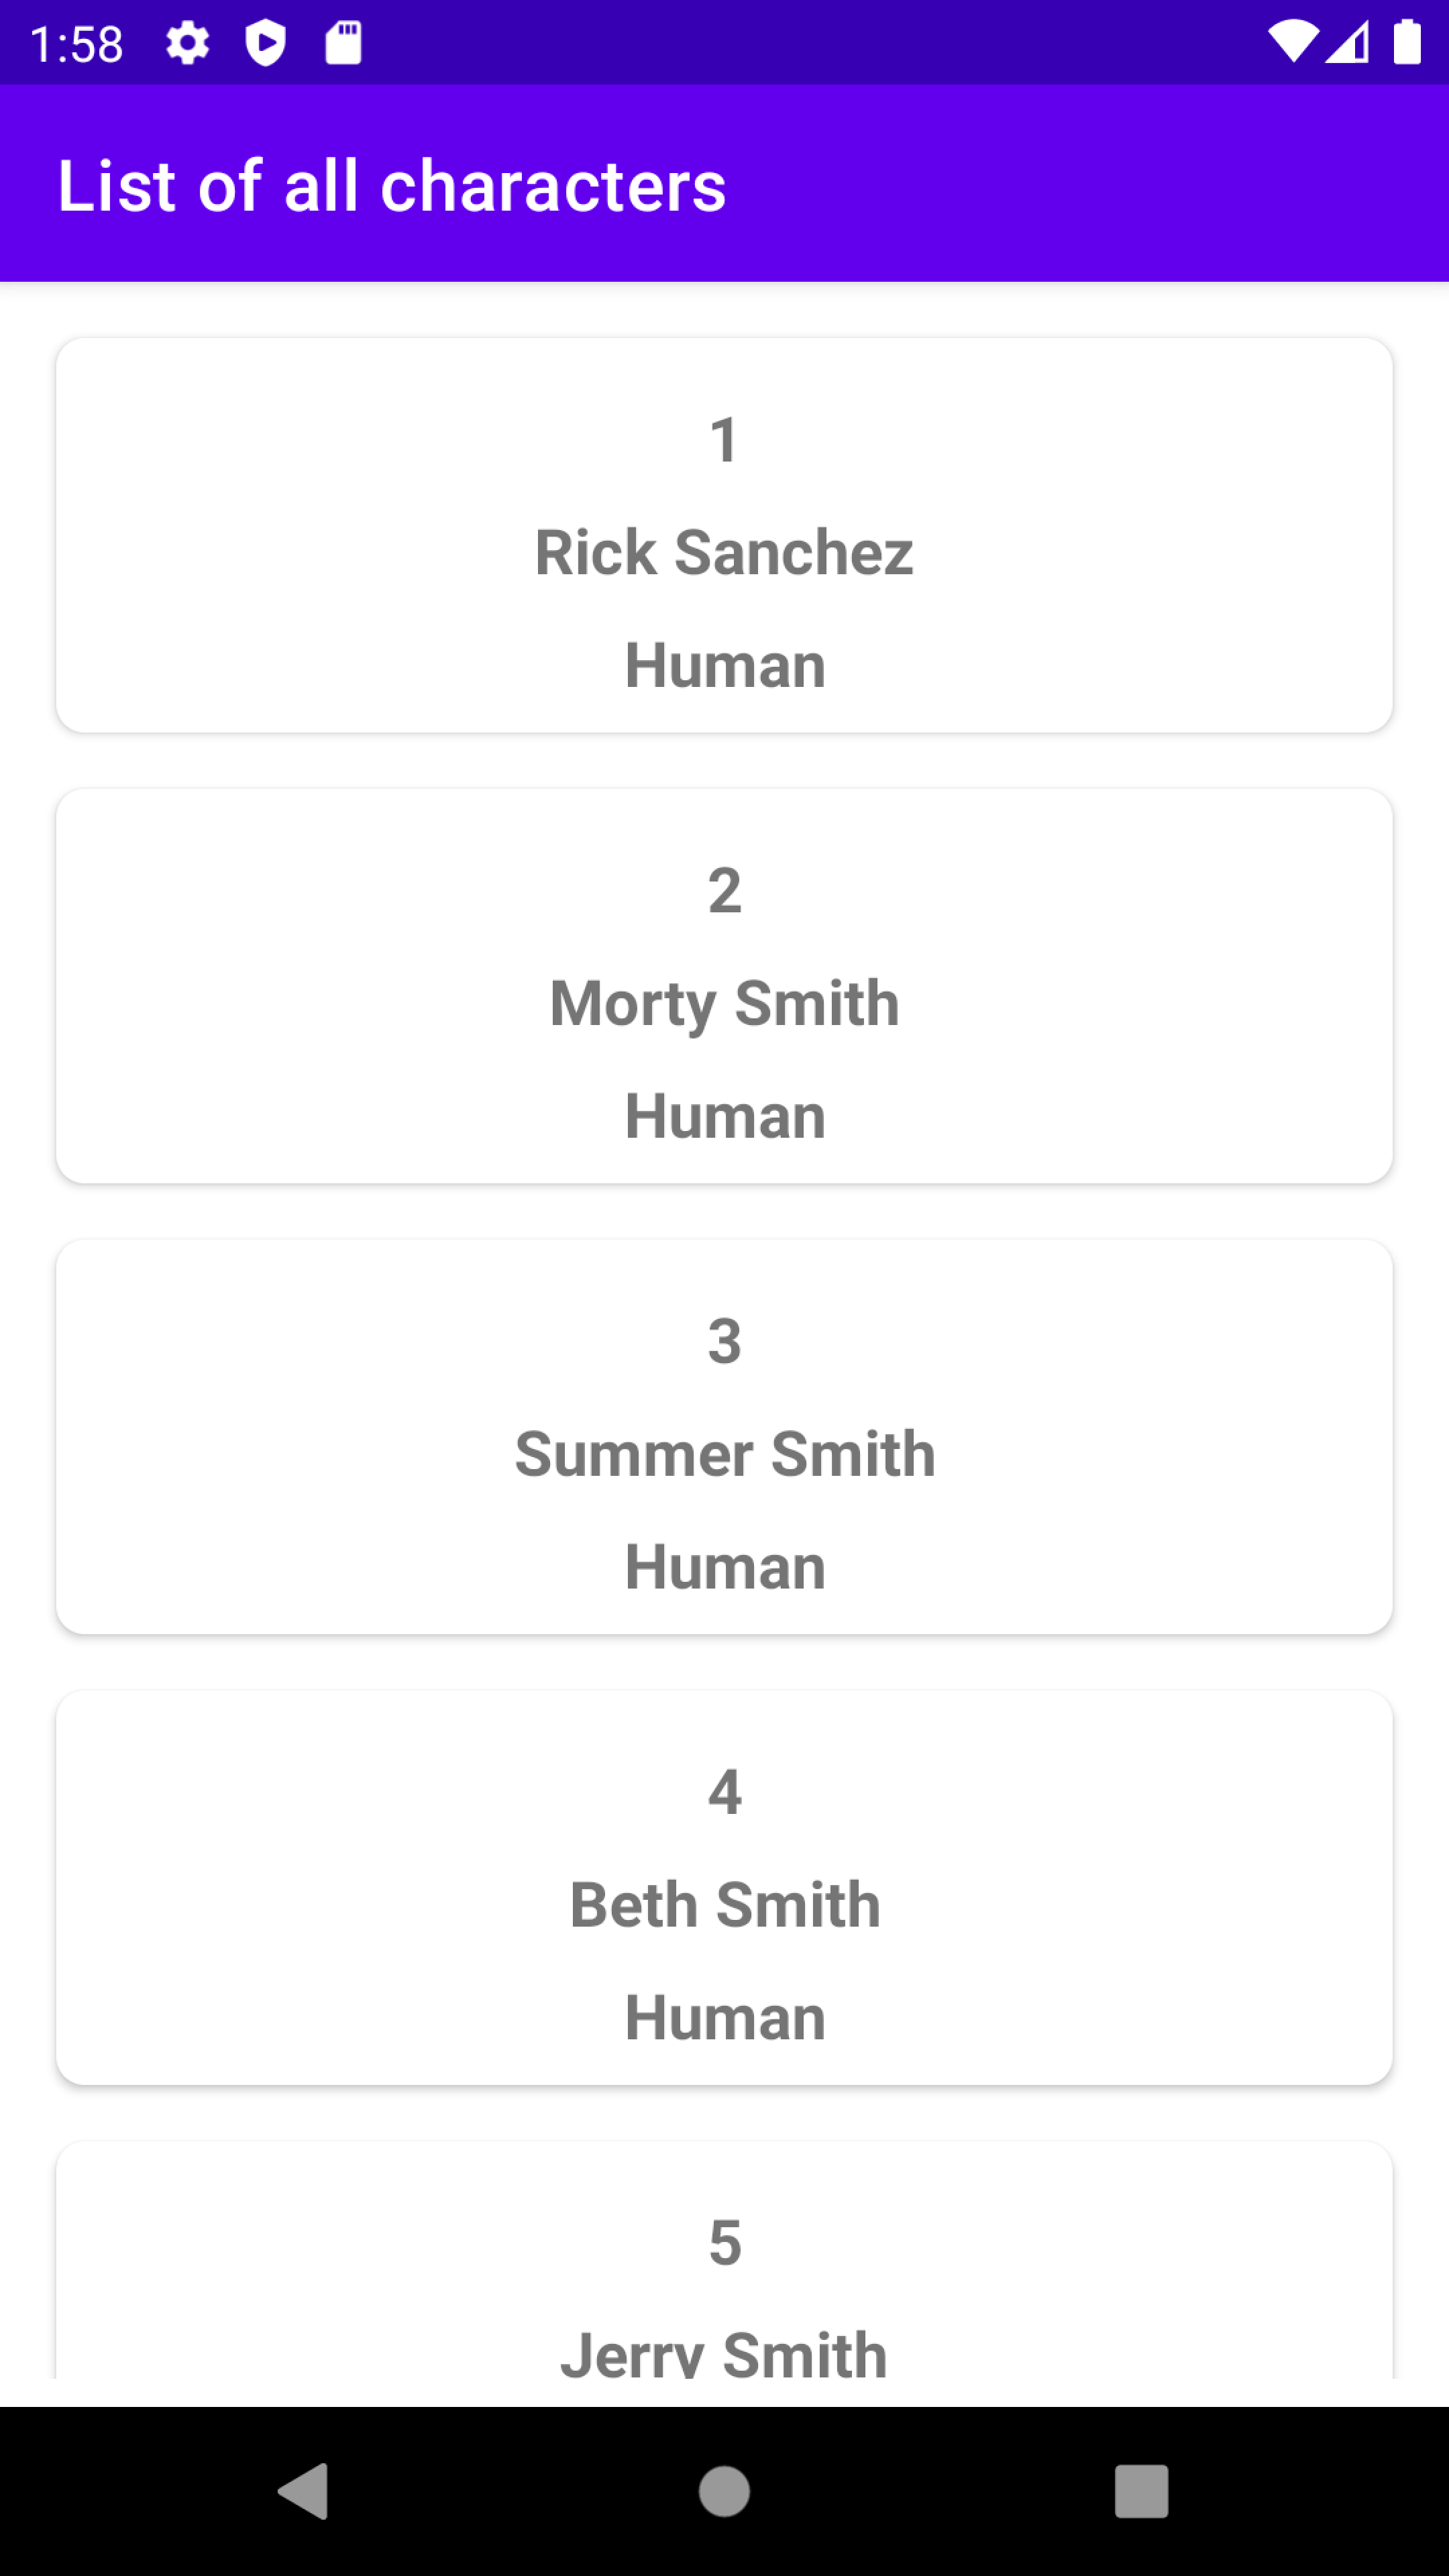 1:58
List of all characters
1
Rick Sanchez
Human
2
Morty Smith
Human
3
Summer Smith
Human
4
Beth Smith
Human
5
Jerry Smith